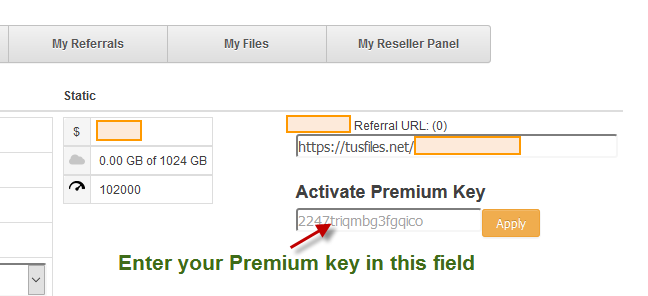 My Referrals
My Files
My Reseller Panel
Static
$
Referral URL: (0)
https://tusfiles.net/
0.00 GB of 1024 GB
102000
Activate Premium Key
2247triqmbg3fgqico
Apply
Enter your Premium key in this field